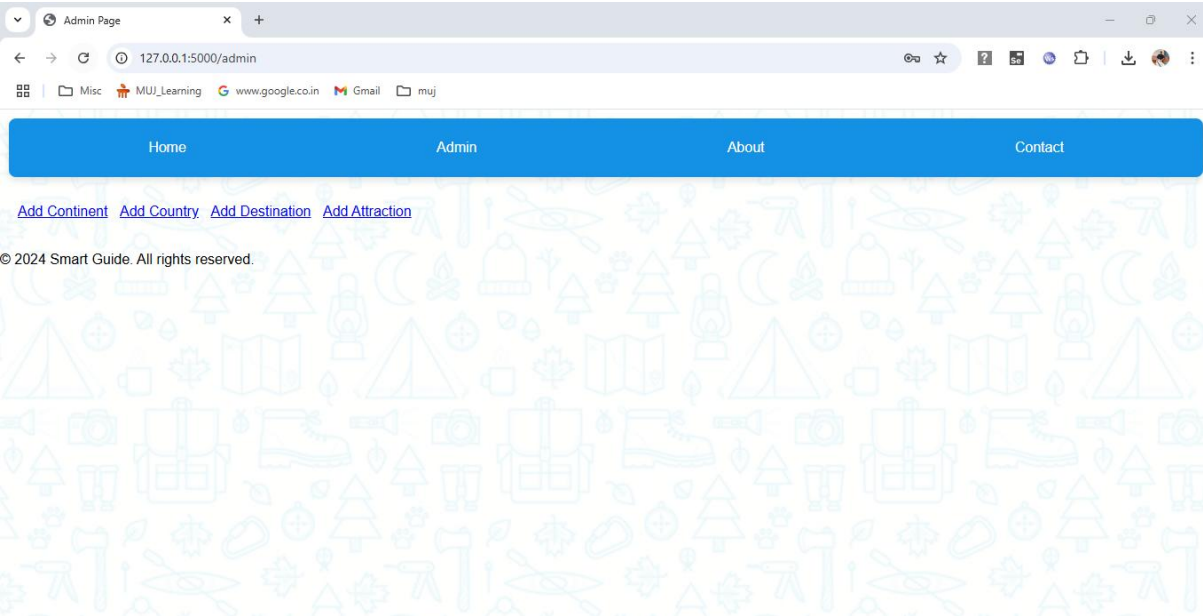 Admin Page
127.0.0.1:5000/admin
Misc MUJ_Learning www.google.co.in Gmail muj
Home Admin About Contact
Add Continent Add Country Add Destination Add Attraction
© 2024 Smart Guide. All rights reserved.